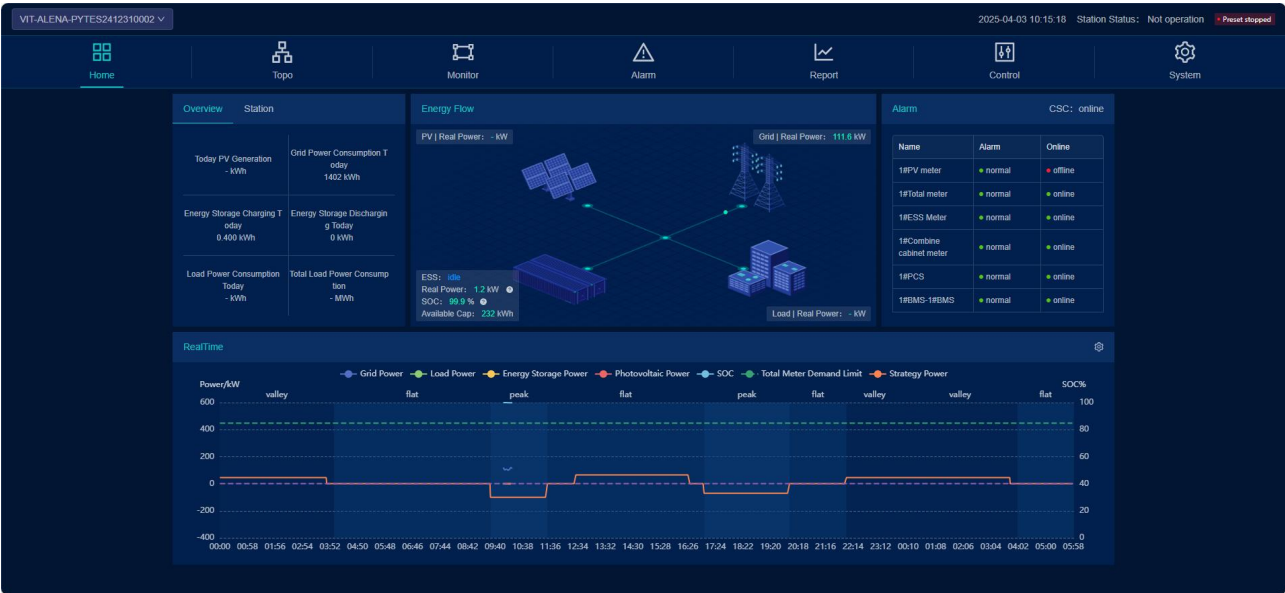 VIT-ALENA-PYTES2412310002
2025-04-03 10:15:18 Station Status: Not operation Preset stopped
Home Topo Monitor Alarm Report Control System
Overview Station
Today PV Generation
- kWh
Grid Power Consumption T
oday
1402 kWh
Energy Storage Charging T
oday
0.400 kWh
Energy Storage Dischargin
g Today
0 kWh
Load Power Consumption
Today
- kWh
Total Load Power Consump
tion
- MWh
Energy Flow
PV | Real Power: - kW
Grid | Real Power: 111.6 kW
ESS: idle
Real Power: 1.2 kW
SOC: 99.9 %
Available Cap: 232 kWh
Load | Real Power: - kW
Alarm CSC: online
Name Alarm Online
1#PV meter normal offline
1#Total meter normal online
1#ESS Meter normal online
1#Combine
cabinet meter normal online
1#PCS normal online
1#BMS-1#BMS normal online
RealTime
Grid Power Load Power Energy Storage Power Photovoltaic Power SOC Total Meter Demand Limit Strategy Power
Power/kW SOC%
valley flat peak flat peak flat valley valley flat
600 100
400 80
200 60
0 40
-200 20
-400 0
00:00 00:58 01:56 02:54 03:52 04:50 05:48 06:46 07:44 08:42 09:40 10:38 11:36 12:34 13:32 14:30 15:28 16:26 17:24 18:22 19:20 20:18 21:16 22:14 23:12 00:10 01:08 02:06 03:04 04:02 05:00 05:58